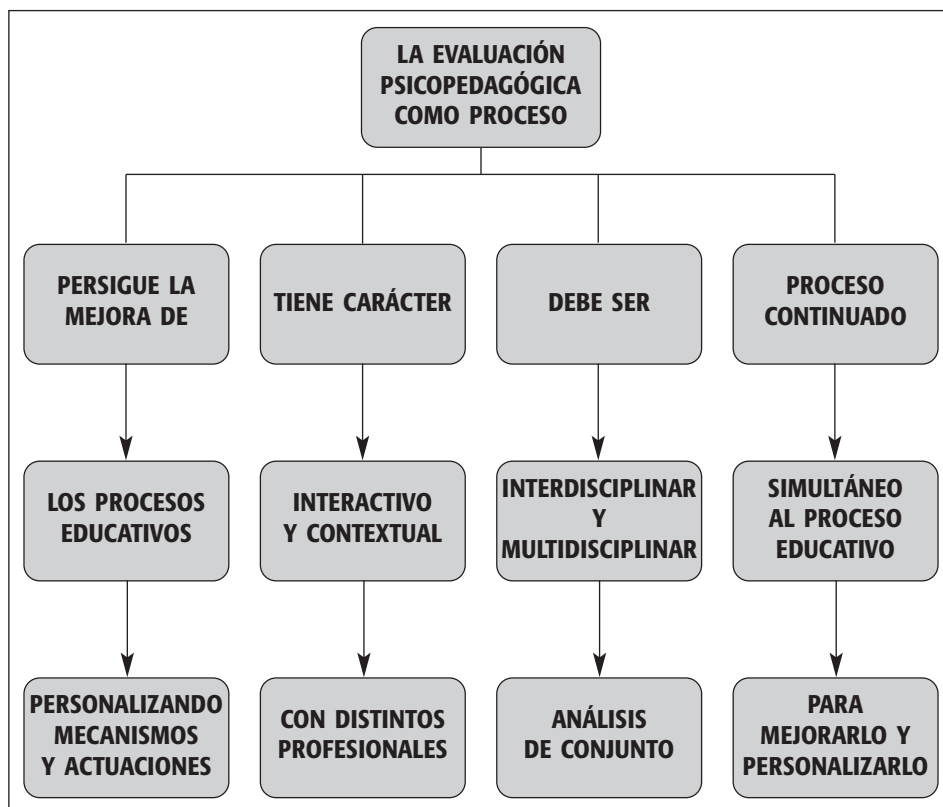 LA EVALUACIÓN
PSICOPEDAGÓGICA
COMO PROCESO
PERSIGUE LA
MEJORA DE
TIENE CARÁCTER
DEBE SER
PROCESO
CONTINUADO
LOS PROCESOS
EDUCATIVOS
INTERACTIVO
Y CONTEXTUAL
INTERDISCIPLINAR
Y
MULTIDISCIPLINAR
SIMULTÁNEO
AL PROCESO
EDUCATIVO
PERSONALIZANDO
MECANISMOS
Y ACTUACIONES
CON DISTINTOS
PROFESIONALES
ANÁLISIS
DE CONJUNTO
PARA
MEJORARLO Y
PERSONALIZARLO